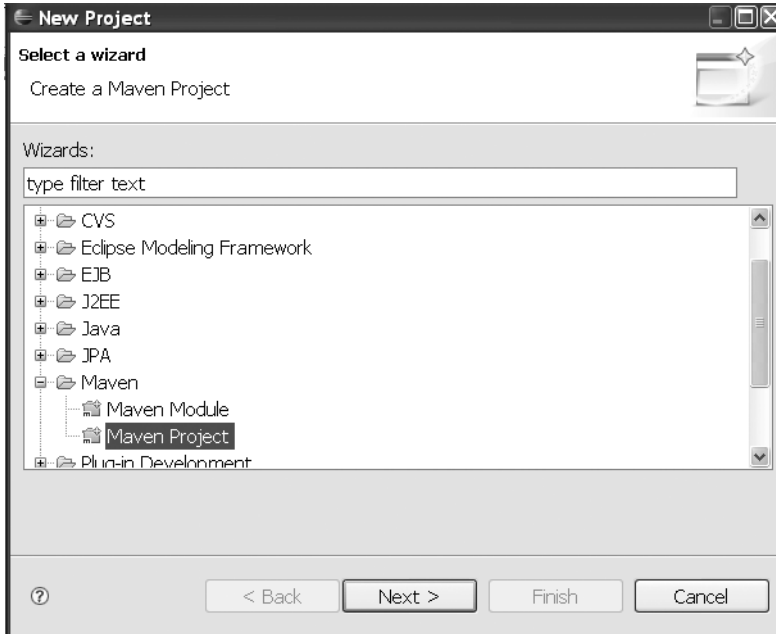 New Project
Select a wizard
Create a Maven Project
Wizards:
type filter text
CVS
Eclipse Modeling Framework
EJB
J2EE
Java
JPA
Maven
Maven Module
Maven Project
Plug-in Development
?
< Back Next > Finish Cancel